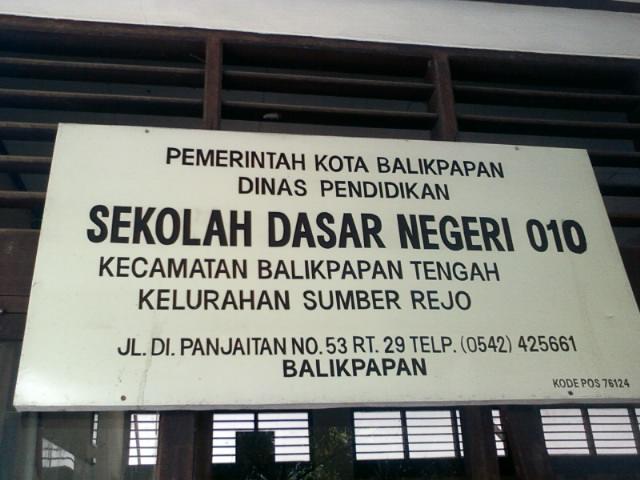 PEMERINTAH KOTA BALIKPAPAN
DINAS PENDIDIKAN
SEKOLAH DASAR NEGERI 010
KECAMATAN BALIKPAPAN TENGAH
KELURAHAN SUMBER REJO
JL. DI. PANJAITAN NO. 53 RT. 29 TELP. (0542) 425661
BALIKPAPAN
KODE POS 76124